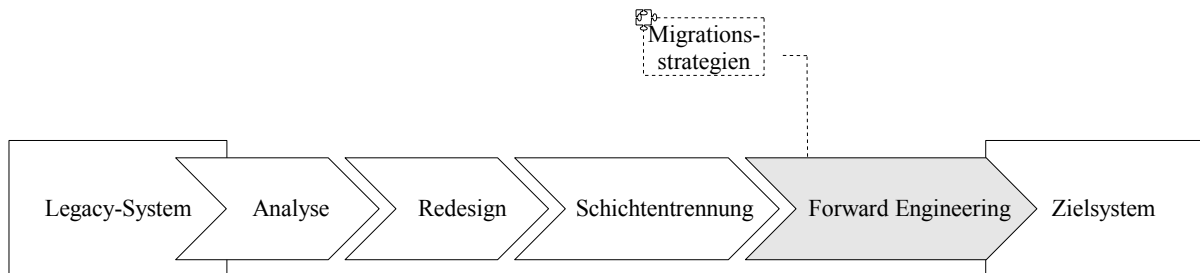 Migrations-
strategien
Legacy-System
Analyse
Redesign
Schichtentrennung
Forward Engineering
Zielsystem